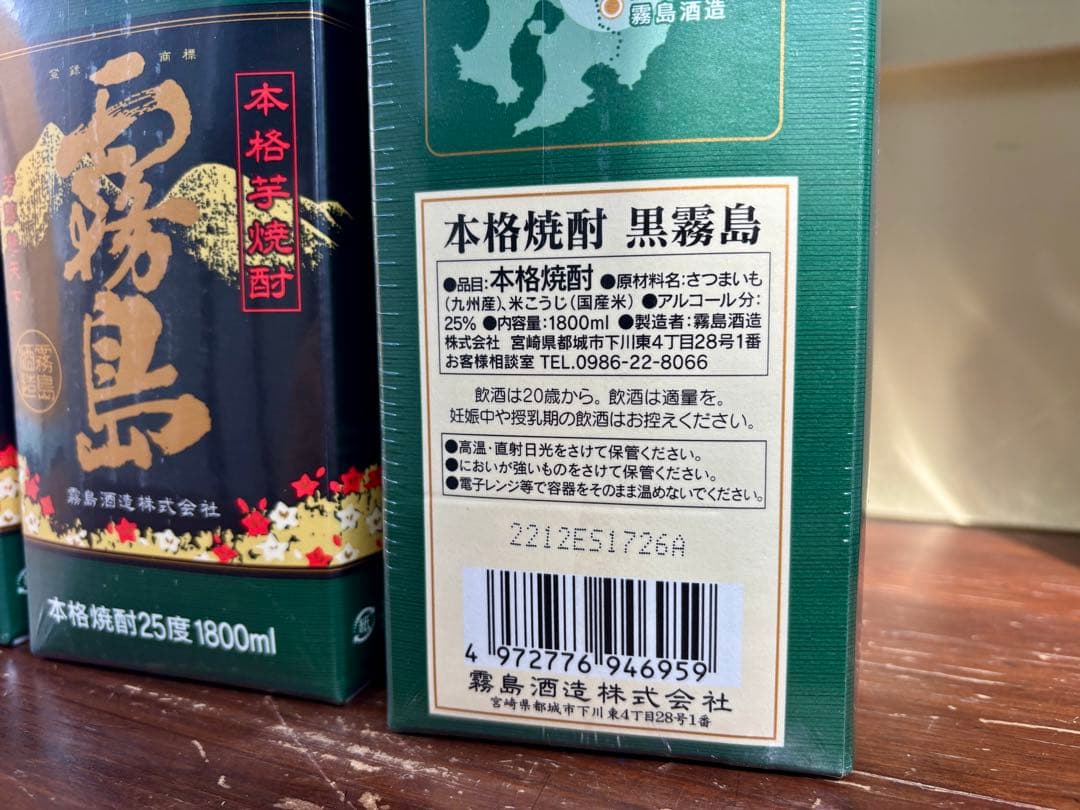 登録 商標
霧島
本格芋焼酎
霧島酒造
霧島酒造株式会社
本格焼酎25度1800ml
紙
霧島酒造
本格焼酎 黒霧島
●品目:本格焼酎 ●原材料名:さつまいも
(九州産)、米こうじ(国産米) ●アルコール分:
25% ●内容量:1800ml ●製造者:霧島酒造
株式会社 宮崎県都城市下川東4丁目28号1番
お客様相談室 TEL.0986-22-8066
飲酒は20歳から。飲酒は適量を。
妊娠中や授乳期の飲酒はお控えください。
●高温・直射日光をさけて保管ください。
●においが強いものをさけて保管ください。
●電子レンジ等で容器をそのまま温めないでください。
2212ES1726A
4 972776 946959
霧島酒造株式会社
宮崎県都城市下川東4丁目28号1番